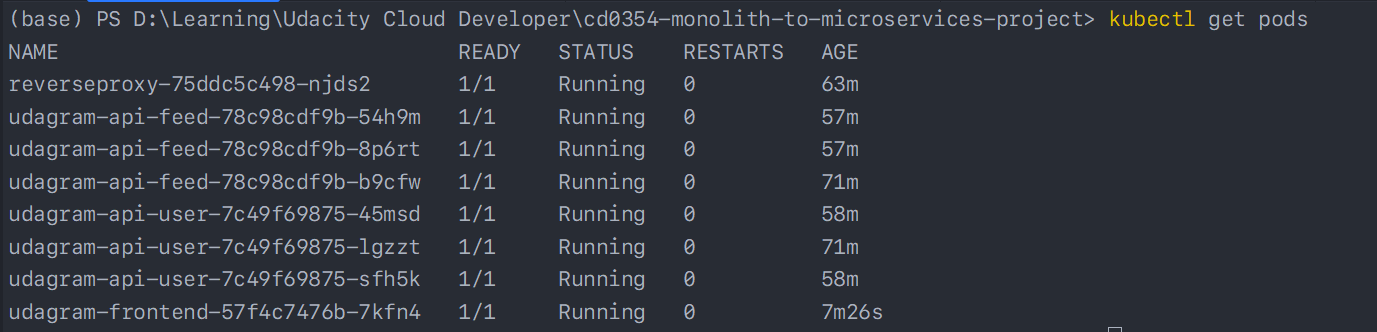 (base) PS D:\Learning\Udacity Cloud Developer\cd0354-monolith-to-microservices-project> kubectl get pods
NAME                               READY   STATUS    RESTARTS   AGE
reverseproxy-75ddc5c498-njds2      1/1     Running   0          63m
udagram-api-feed-78c98cdf9b-54h9m   1/1     Running   0          57m
udagram-api-feed-78c98cdf9b-8p6rt   1/1     Running   0          57m
udagram-api-feed-78c98cdf9b-b9cfw   1/1     Running   0          71m
udagram-api-user-7c49f69875-45msd   1/1     Running   0          58m
udagram-api-user-7c49f69875-lgzzt   1/1     Running   0          71m
udagram-api-user-7c49f69875-sfh5k   1/1     Running   0          58m
udagram-frontend-57f4c7476b-7kfn4   1/1     Running   0          7m26s